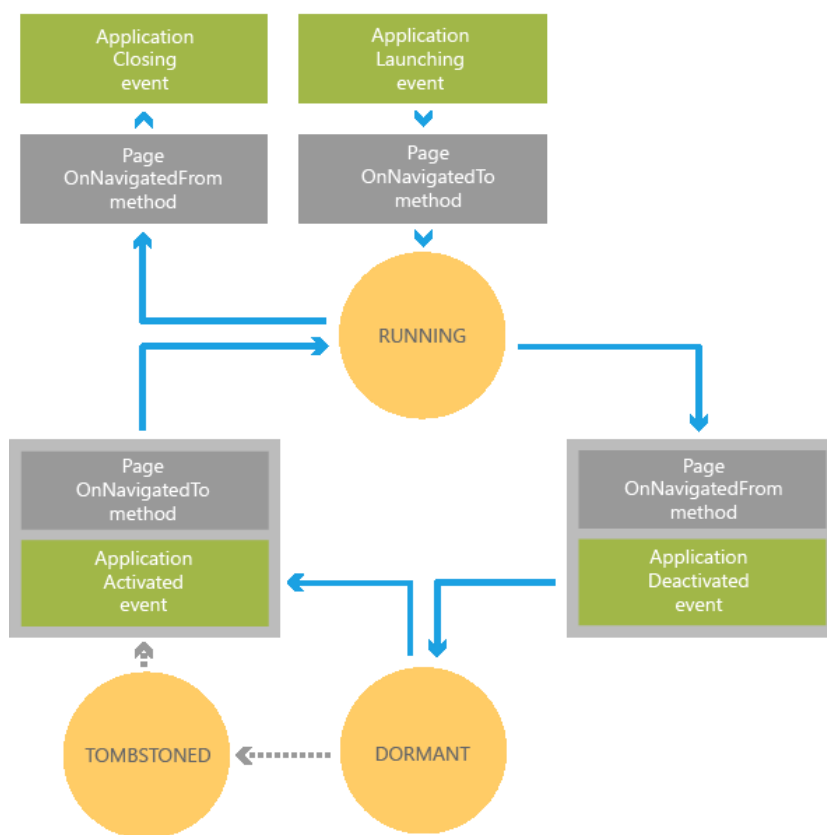 Application
Closing
event
Application
Launching
event
Page
OnNavigatedFrom
method
Page
OnNavigatedTo
method
RUNNING
Page
OnNavigatedTo
method
Application
Activated
event
Page
OnNavigatedFrom
method
Application
Deactivated
event
TOMBSTONED
DORMANT